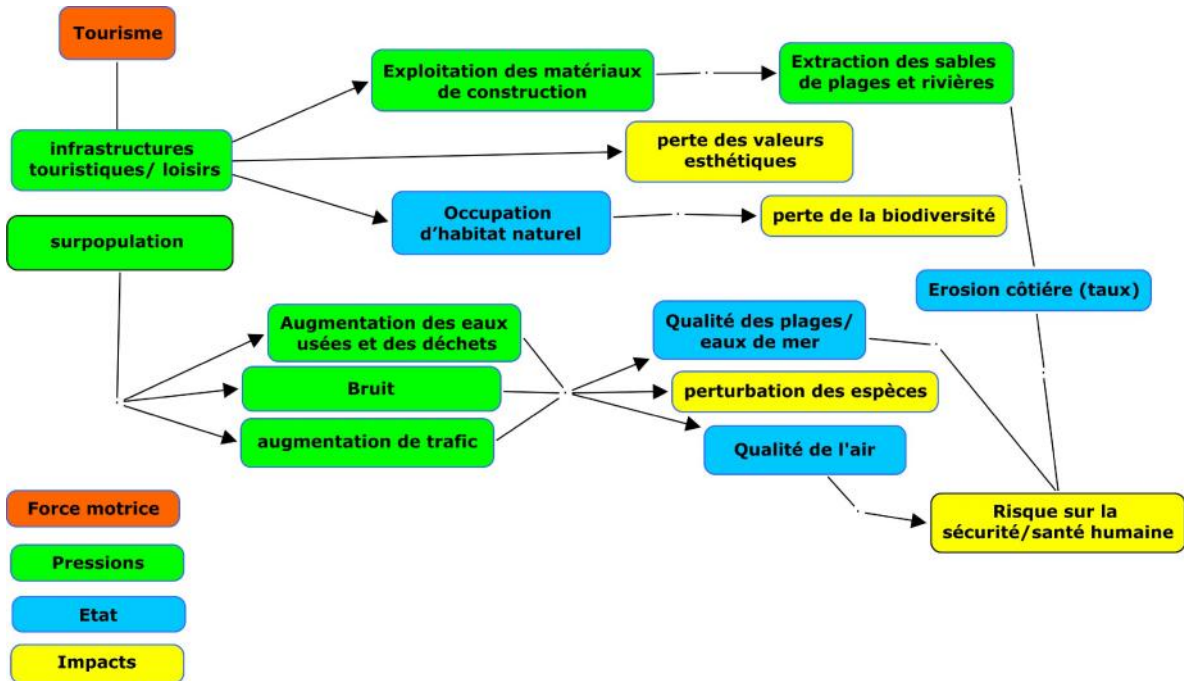 Tourisme
Exploitation des matériaux
de construction
Extraction des sables
de plages et rivières
infrastructures
touristiques/ loisirs
perte des valeurs
esthétiques
Occupation
d'habitat naturel
perte de la biodiversité
surpopulation
Erosion côtiére (taux)
Augmentation des eaux
usées et des déchets
Qualité des plages/
eaux de mer
Bruit
perturbation des espèces
augmentation de trafic
Qualité de l'air
Risque sur la
sécurité/santé humaine
Force motrice
Pressions
Etat
Impacts